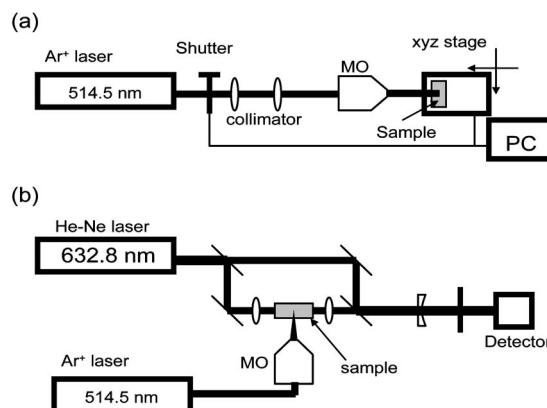 (a)
Ar⁺ laser
514.5 nm
Shutter
collimator
MO
xyz stage
Sample
PC
(b)
He-Ne laser
632.8 nm
MO
sample
Detector
Ar⁺ laser
514.5 nm